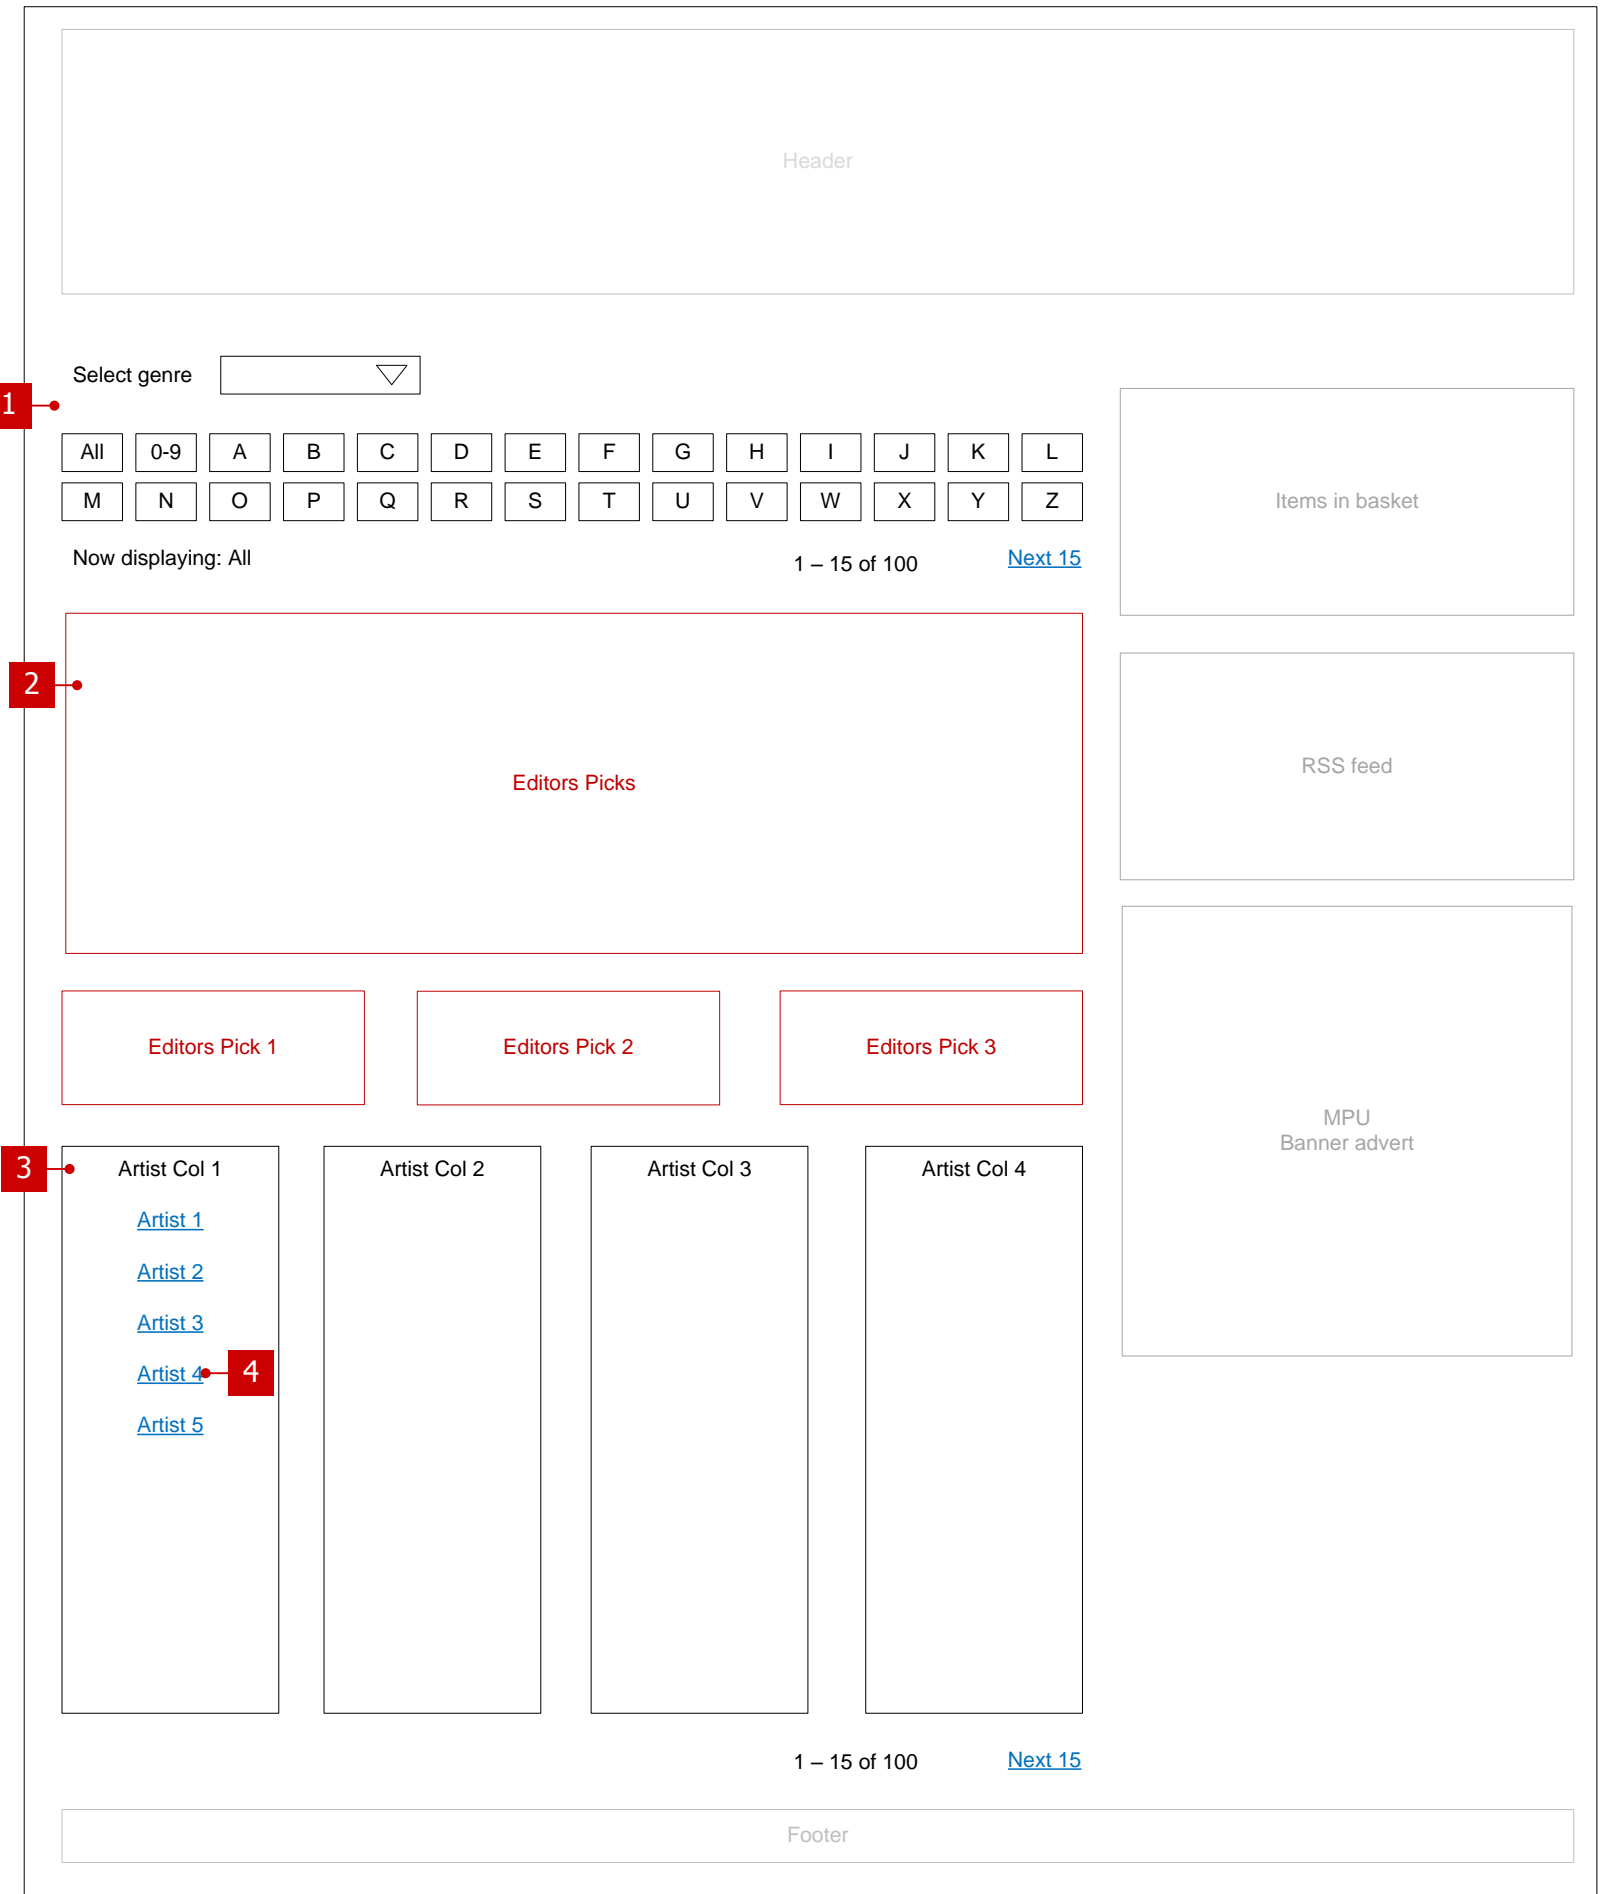 Header
Select genre
1
All 0-9 A B C D E F G H I J K L
M N O P Q R S T U V W X Y Z
Now displaying: All 1 – 15 of 100 Next 15
Items in basket
2
Editors Picks
RSS feed
Editors Pick 1 Editors Pick 2 Editors Pick 3
MPU
Banner advert
3
Artist Col 1 Artist Col 2 Artist Col 3 Artist Col 4
Artist 1
Artist 2
Artist 3
Artist 4 4
Artist 5
1 – 15 of 100 Next 15
Footer